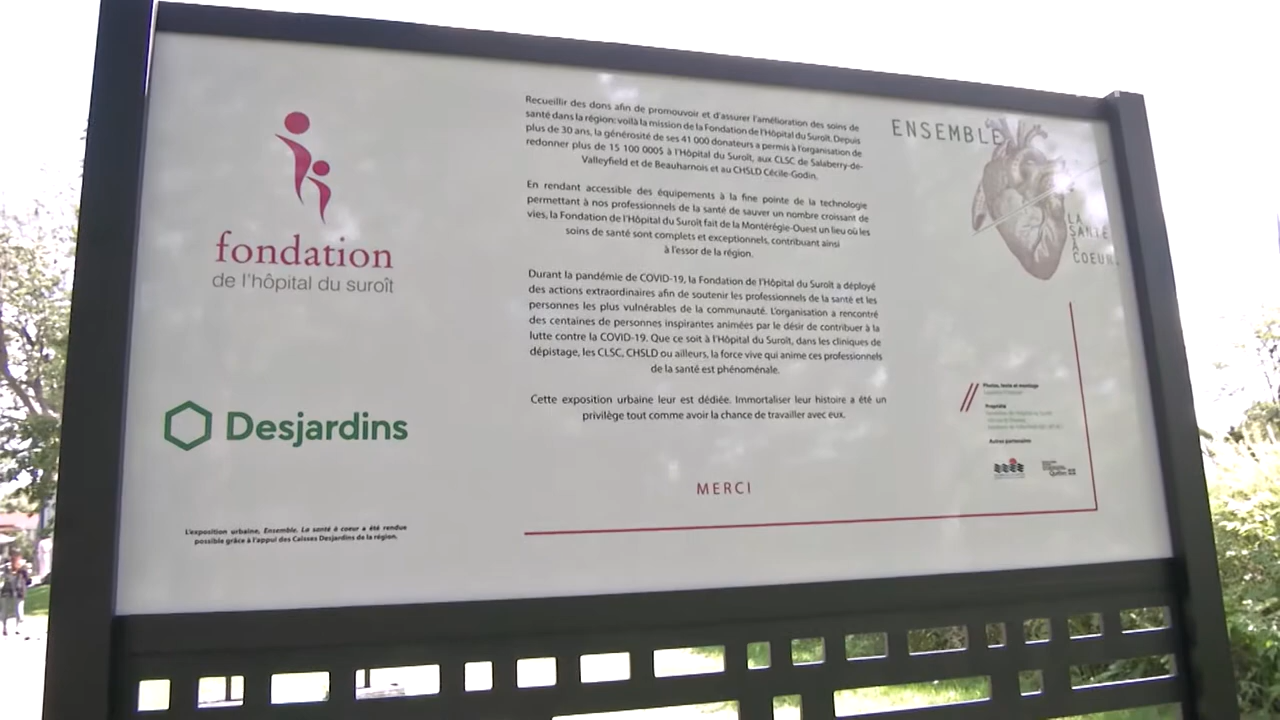 fondation
de l'hôpital du suroît
Desjardins
L'exposition urbaine, Ensemble. La santé à coeur a été rendue
possible grâce à l'appui des Caisses Desjardins de la région.
Recueillir des dons afin de promouvoir et d'assurer l'amélioration des soins de
santé dans la région: voilà la mission de la Fondation de l'Hôpital du Suroît. Depuis
plus de 30 ans, la générosité de ses 41 000 donateurs a permis à l'organisation de
redonner plus de 15 100 000$ à l'Hôpital du Suroît, aux CLSC de Salaberry-de-
Valleyfield et de Beauharnois et au CHSLD Cécile-Godin.
En rendant accessible des équipements à la fine pointe de la technologie
permettant à nos professionnels de la santé de sauver un nombre croissant de
vies, la Fondation de l'Hôpital du Suroît fait de la Montérégie-Ouest un lieu où les
soins de santé sont complets et exceptionnels, contribuant ainsi
à l'essor de la région.
Durant la pandémie de COVID-19, la Fondation de l'Hôpital du Suroît a déployé
des actions extraordinaires afin de soutenir les professionnels de la santé et les
personnes les plus vulnérables de la communauté. L'organisation a rencontré
des centaines de personnes inspirantes animées par le désir de contribuer à la
lutte contre la COVID-19. Que ce soit à l'Hôpital du Suroît, dans les cliniques de
dépistage, les CLSC, CHSLD ou ailleurs, la force vive qui anime ces professionnels
de la santé est phénoménale.
Cette exposition urbaine leur est dédiée. Immortaliser leur histoire a été un
privilège tout comme avoir la chance de travailler avec eux.
MERCI
ENSEMBLE
LA
SANTÉ
À
COEUR.
Photos, texte et montage
Propriété
Autres partenaires
Québec